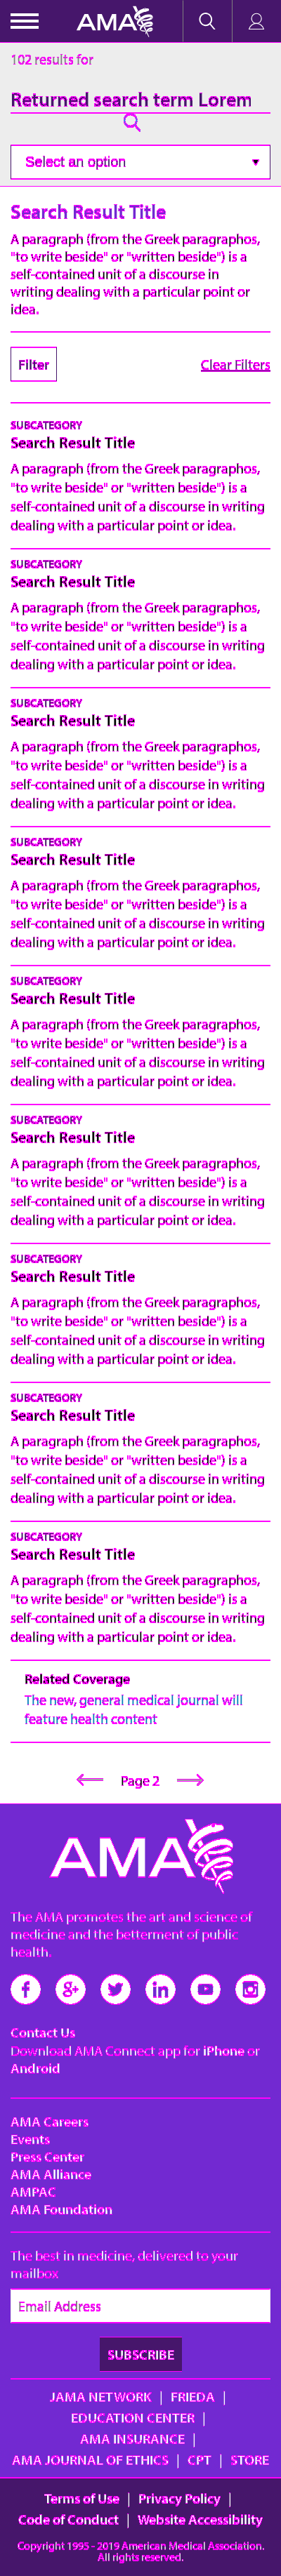 AMA
102 results for
Returned search term Lorem
Select an option
Search Result Title
A paragraph (from the Greek paragraphos,
"to write beside" or "written beside") is a
self-contained unit of a discourse in
writing dealing with a particular point or
idea.
Filter
Clear Filters
SUBCATEGORY
Search Result Title
A paragraph (from the Greek paragraphos,
"to write beside" or "written beside") is a
self-contained unit of a discourse in writing
dealing with a particular point or idea.
SUBCATEGORY
Search Result Title
A paragraph (from the Greek paragraphos,
"to write beside" or "written beside") is a
self-contained unit of a discourse in writing
dealing with a particular point or idea.
SUBCATEGORY
Search Result Title
A paragraph (from the Greek paragraphos,
"to write beside" or "written beside") is a
self-contained unit of a discourse in writing
dealing with a particular point or idea.
SUBCATEGORY
Search Result Title
A paragraph (from the Greek paragraphos,
"to write beside" or "written beside") is a
self-contained unit of a discourse in writing
dealing with a particular point or idea.
SUBCATEGORY
Search Result Title
A paragraph (from the Greek paragraphos,
"to write beside" or "written beside") is a
self-contained unit of a discourse in writing
dealing with a particular point or idea.
SUBCATEGORY
Search Result Title
A paragraph (from the Greek paragraphos,
"to write beside" or "written beside") is a
self-contained unit of a discourse in writing
dealing with a particular point or idea.
SUBCATEGORY
Search Result Title
A paragraph (from the Greek paragraphos,
"to write beside" or "written beside") is a
self-contained unit of a discourse in writing
dealing with a particular point or idea.
SUBCATEGORY
Search Result Title
A paragraph (from the Greek paragraphos,
"to write beside" or "written beside") is a
self-contained unit of a discourse in writing
dealing with a particular point or idea.
SUBCATEGORY
Search Result Title
A paragraph (from the Greek paragraphos,
"to write beside" or "written beside") is a
self-contained unit of a discourse in writing
dealing with a particular point or idea.
Related Coverage
The new, general medical journal will
feature health content
Page 2
AMA
The AMA promotes the art and science of
medicine and the betterment of public
health.
Contact Us
Download AMA Connect app for iPhone or
Android
AMA Careers
Events
Press Center
AMA Alliance
AMPAC
AMA Foundation
The best in medicine, delivered to your
mailbox
Email Address
SUBSCRIBE
JAMA NETWORK | FRIEDA |
EDUCATION CENTER |
AMA INSURANCE |
AMA JOURNAL OF ETHICS | CPT | STORE
Terms of Use | Privacy Policy |
Code of Conduct | Website Accessibility
Copyright 1995 - 2019 American Medical Association.
All rights reserved.